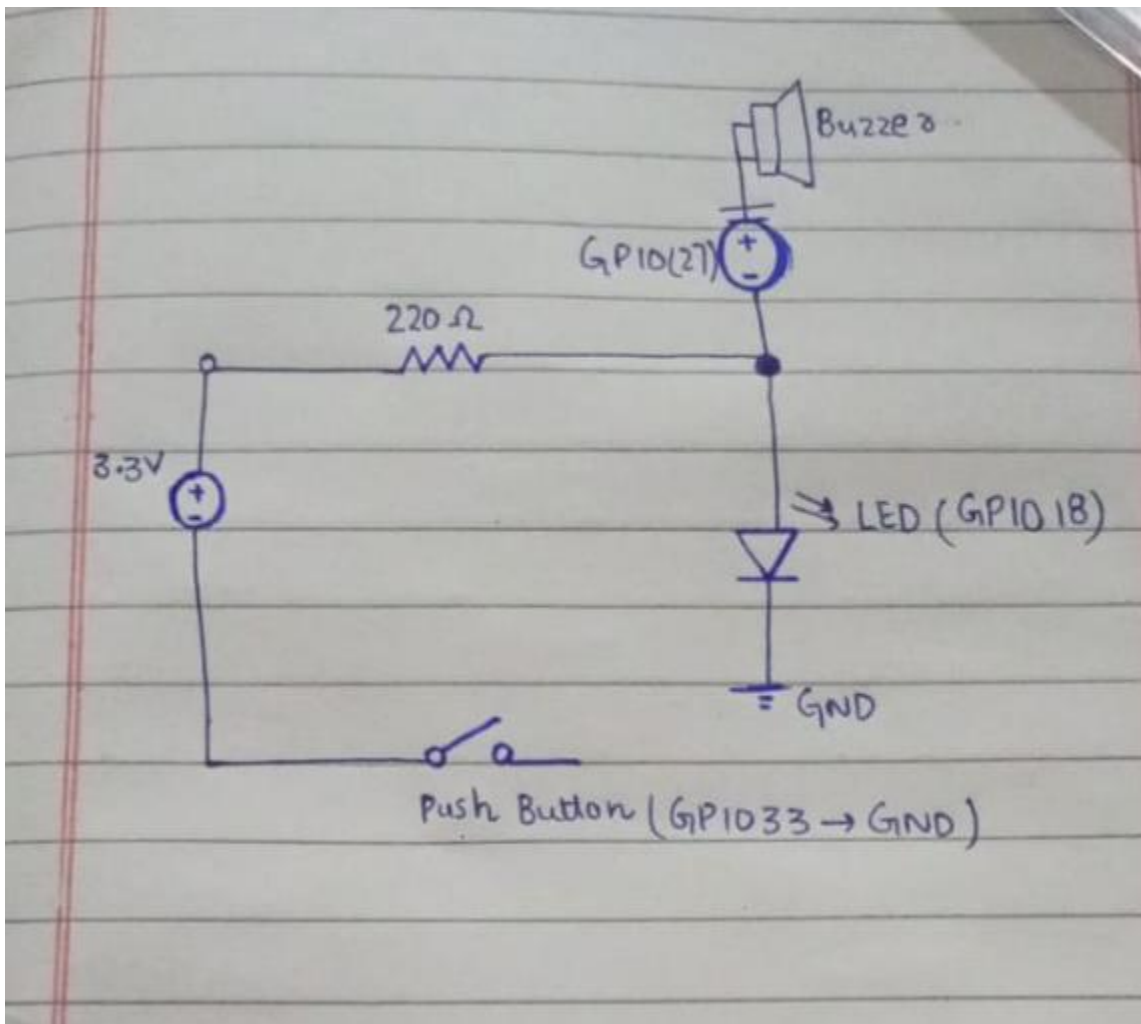 Buzzer
+
GPIO(27)
-
220 Ω
3.3V
+
-
LED (GPIO 18)
GND
Push Button (GPIO33 → GND)